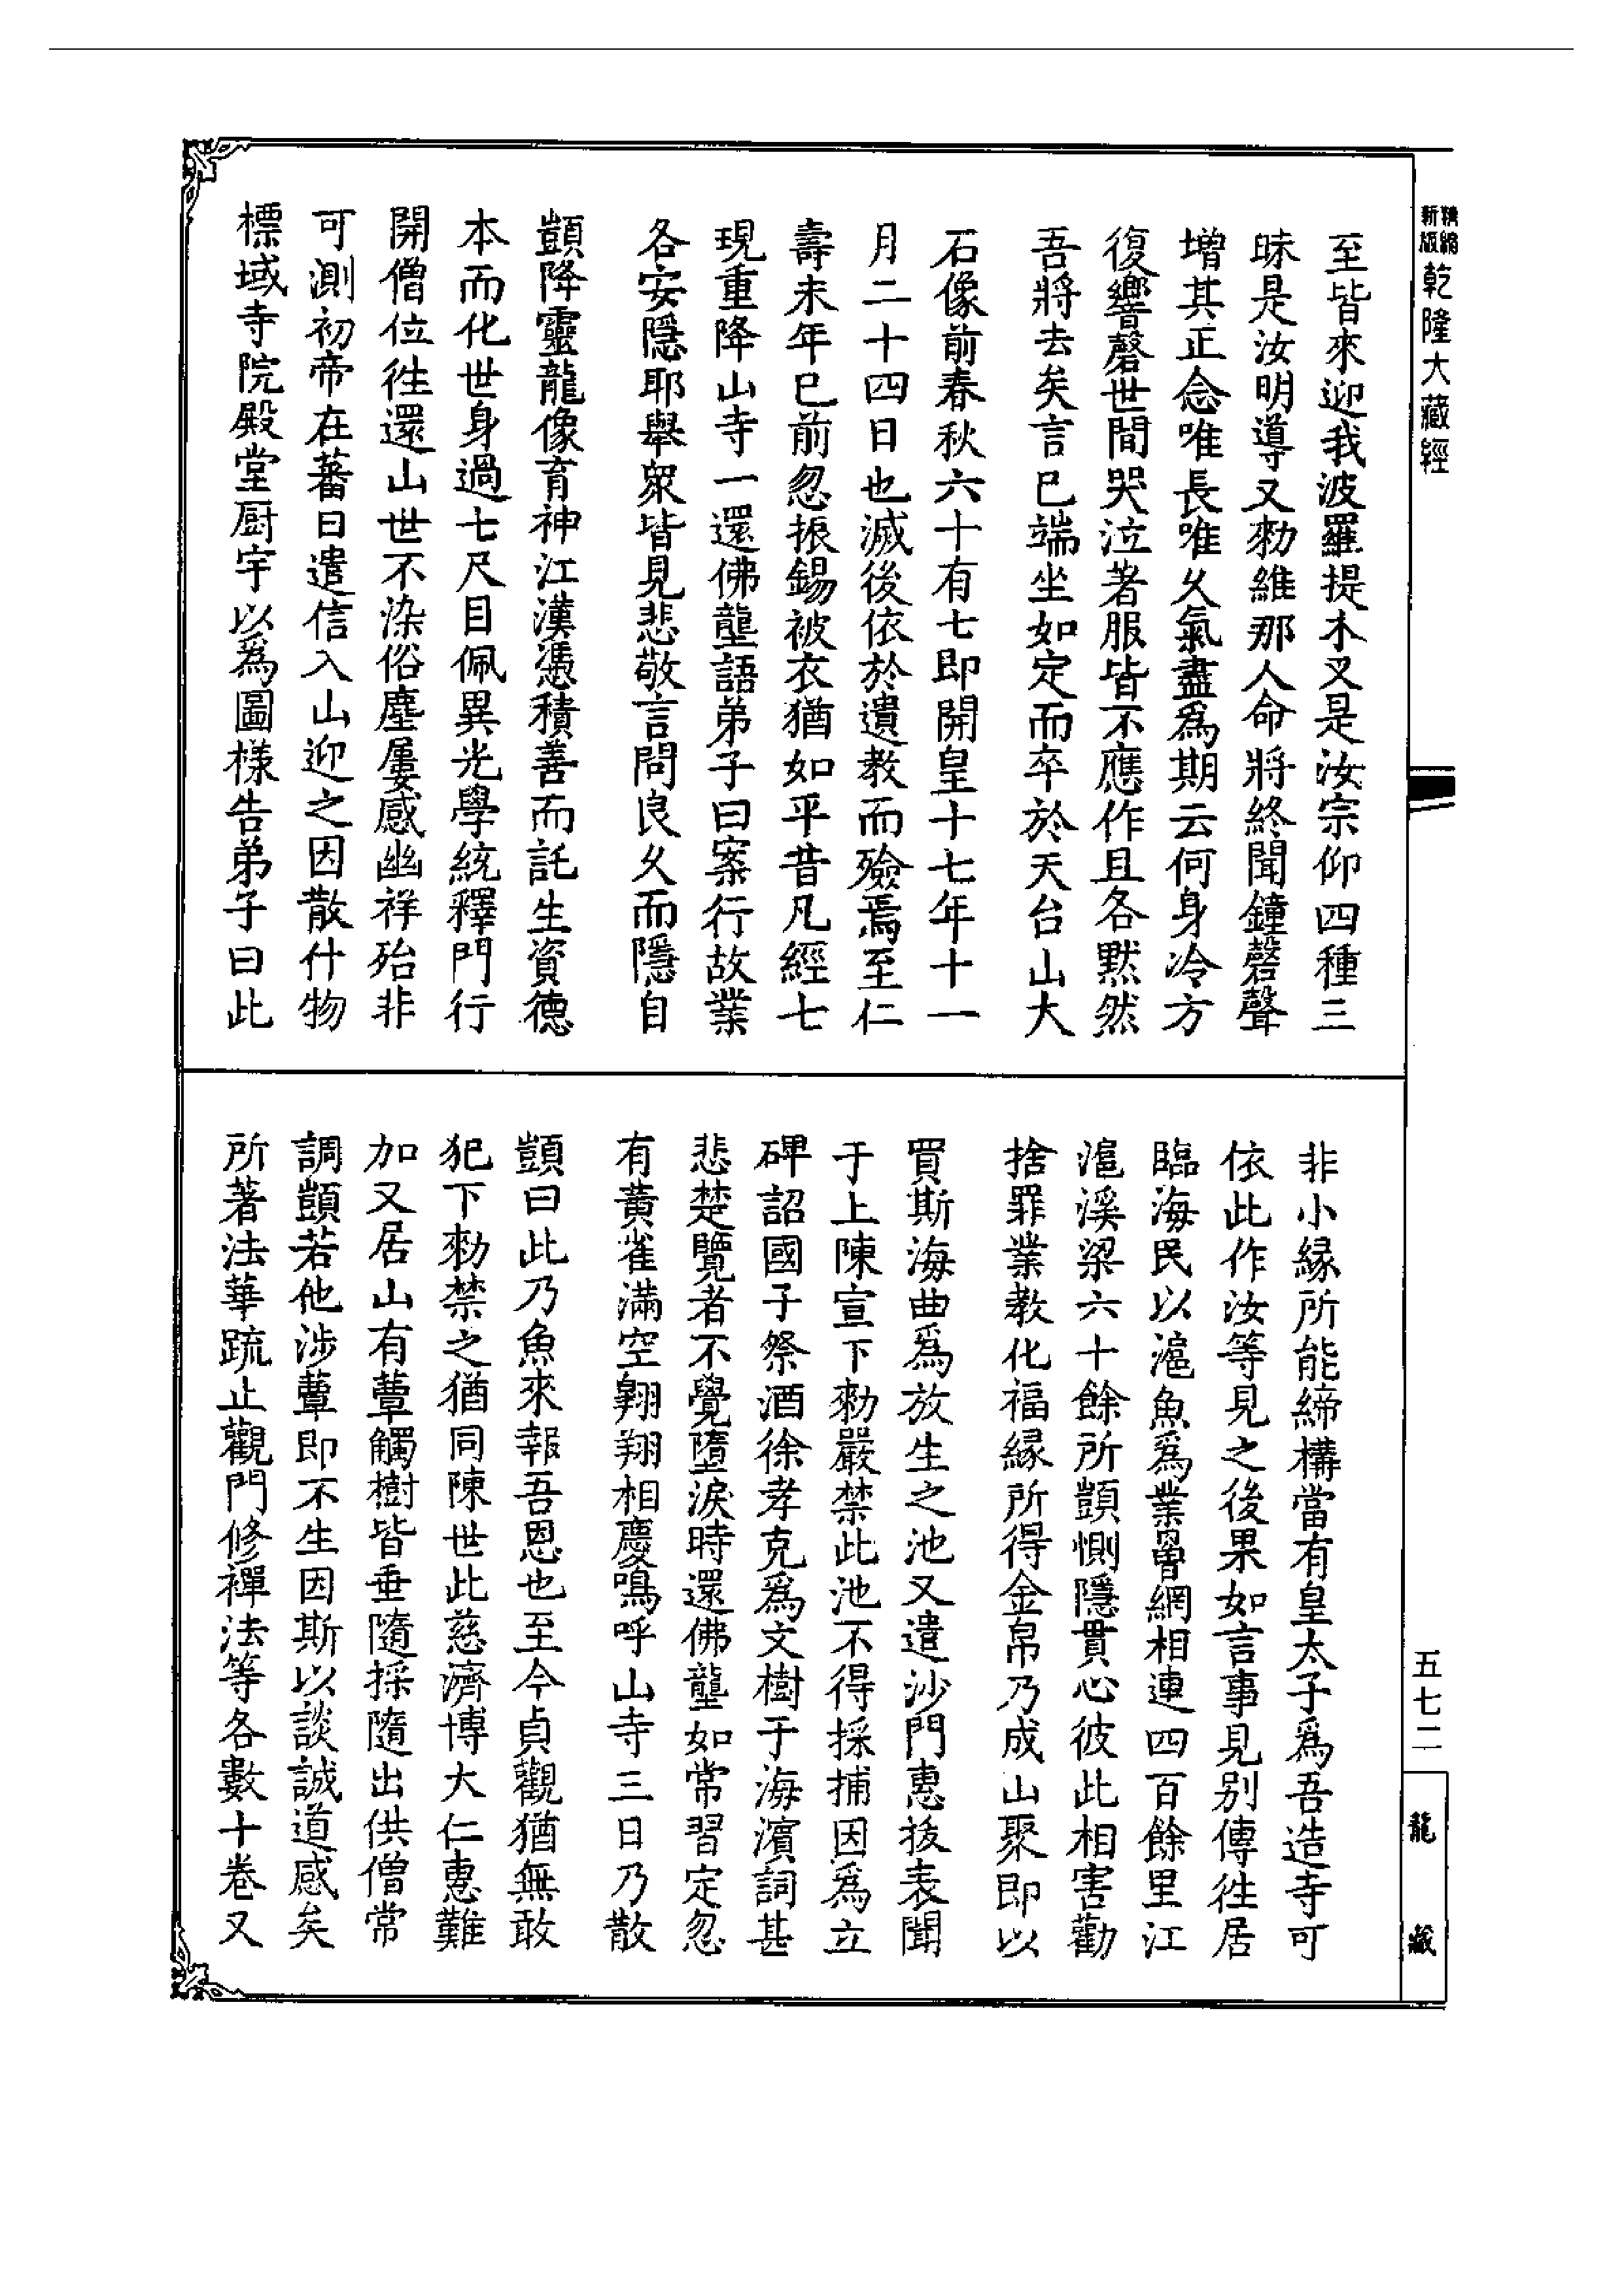 新編
新版
乾隆大藏經
至皆來迎我波羅提木叉是汝宗仰四種三
昧是汝明導又勑維那人命將終聞鐘磬聲
增其正念唯長唯久氣盡爲期云何身冷方
復響磬世間哭泣著服皆不應作且各默然
吾將去矣言已端坐如定而卒於天台山大
石像前春秋六十有七即開皇十七年十一
月二十四日也滅後依於遺教而殮焉至仁
壽末年已前忽振錫被衣猶如平昔凡經七
現重降山寺一還佛壟語弟子曰案行故業
各安隱耶舉衆皆見悲敬言問良久而隱自
顗降靈龍像育神江漢憑積善而託生資德
本而化世身過七尺目佩異光學統釋門行
開僧位徃還山世不染俗塵屢感幽祥殆非
可測初帝在蕃日遣信入山迎之因散什物
標域寺院殿堂厨宇以爲圖様告弟子曰此
非小緣所能締構當有皇太子爲吾造寺可
依此作汝等見之後果如言事見別傳徃居
臨海民以滬魚爲業罾網相連四百餘里江
滬溪梁六十餘所顗惻隱貫心彼此相害勸
捨罪業教化福緣所得金帛乃成山聚即以
買斯海曲爲放生之池又遣沙門惠拔表聞
于上陳宣下勑嚴禁此池不得採捕因爲立
碑詔國子祭酒徐孝克爲文樹于海濱詞甚
悲楚覽者不覺墮淚時還佛壟如常習定忽
有黃雀滿空翺翔相慶鳴呼山寺三日乃散
顗曰此乃魚來報吾恩也至今貞觀猶無敢
犯下勑禁之猶同陳世此慈濟博大仁惠難
加又居山有蕈觸樹皆垂隨採隨出供僧常
調顗若他涉蕈即不生因斯以談誠道感矣
所著法華疏止觀門修禪法等各數十卷又
五七二
龍藏